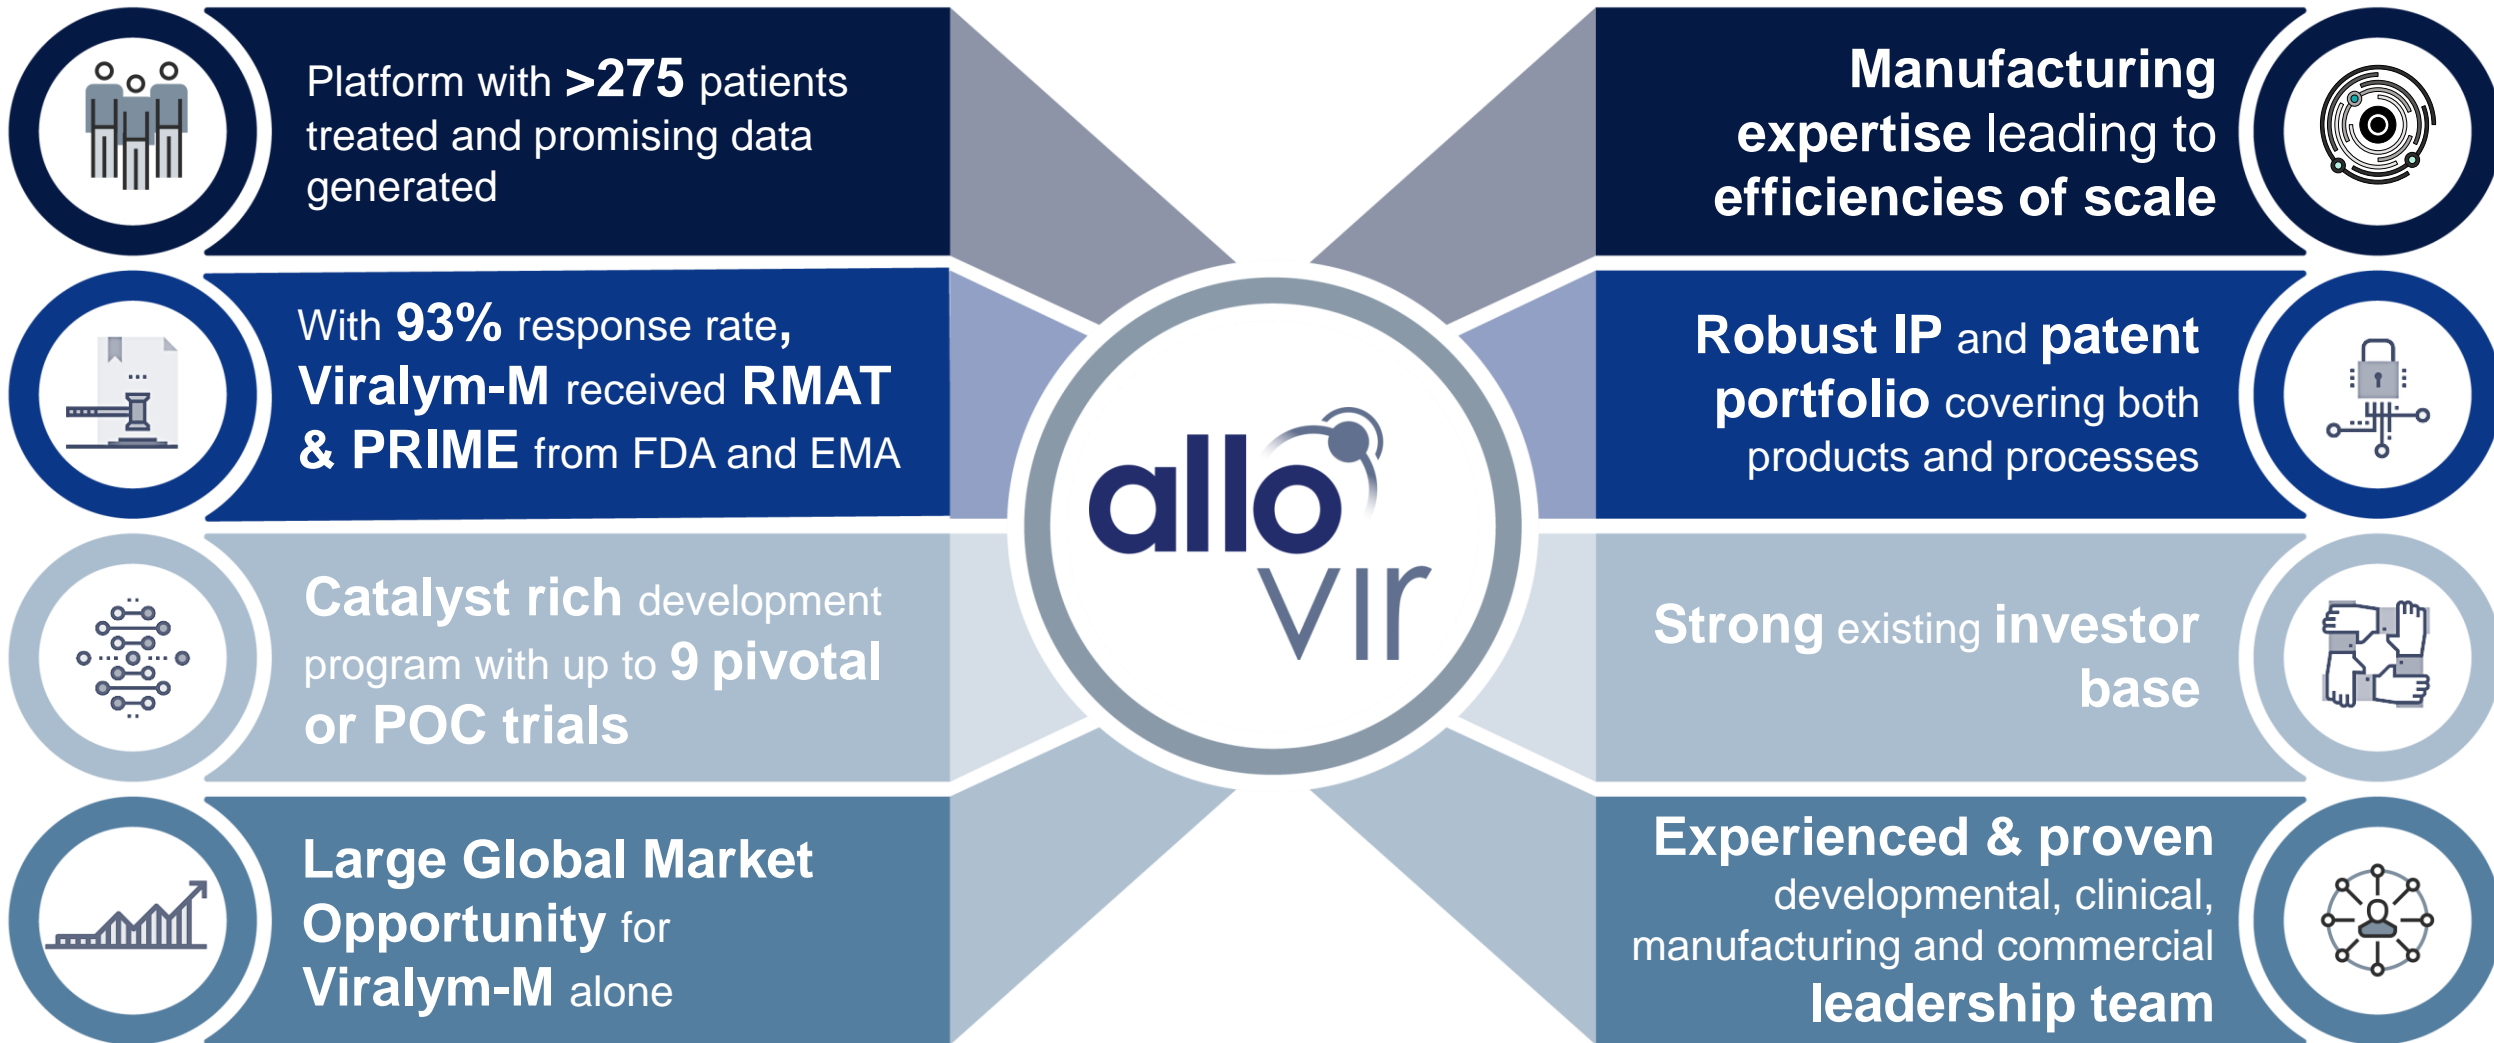 Platform with >275 patients
treated and promising data
generated
With 93% response rate,
Viralym-M received RMAT
& PRIME from FDA and EMA
Catalyst rich development
program with up to 9 pivotal
or POC trials
Large Global Market
Opportunity for
Viralym-M alone
allo
vir
Manufacturing
expertise leading to
efficiencies of scale
Robust IP and patent
portfolio covering both
products and processes
Strong existing investor
base
Experienced & proven
developmental, clinical,
manufacturing and commercial
leadership team